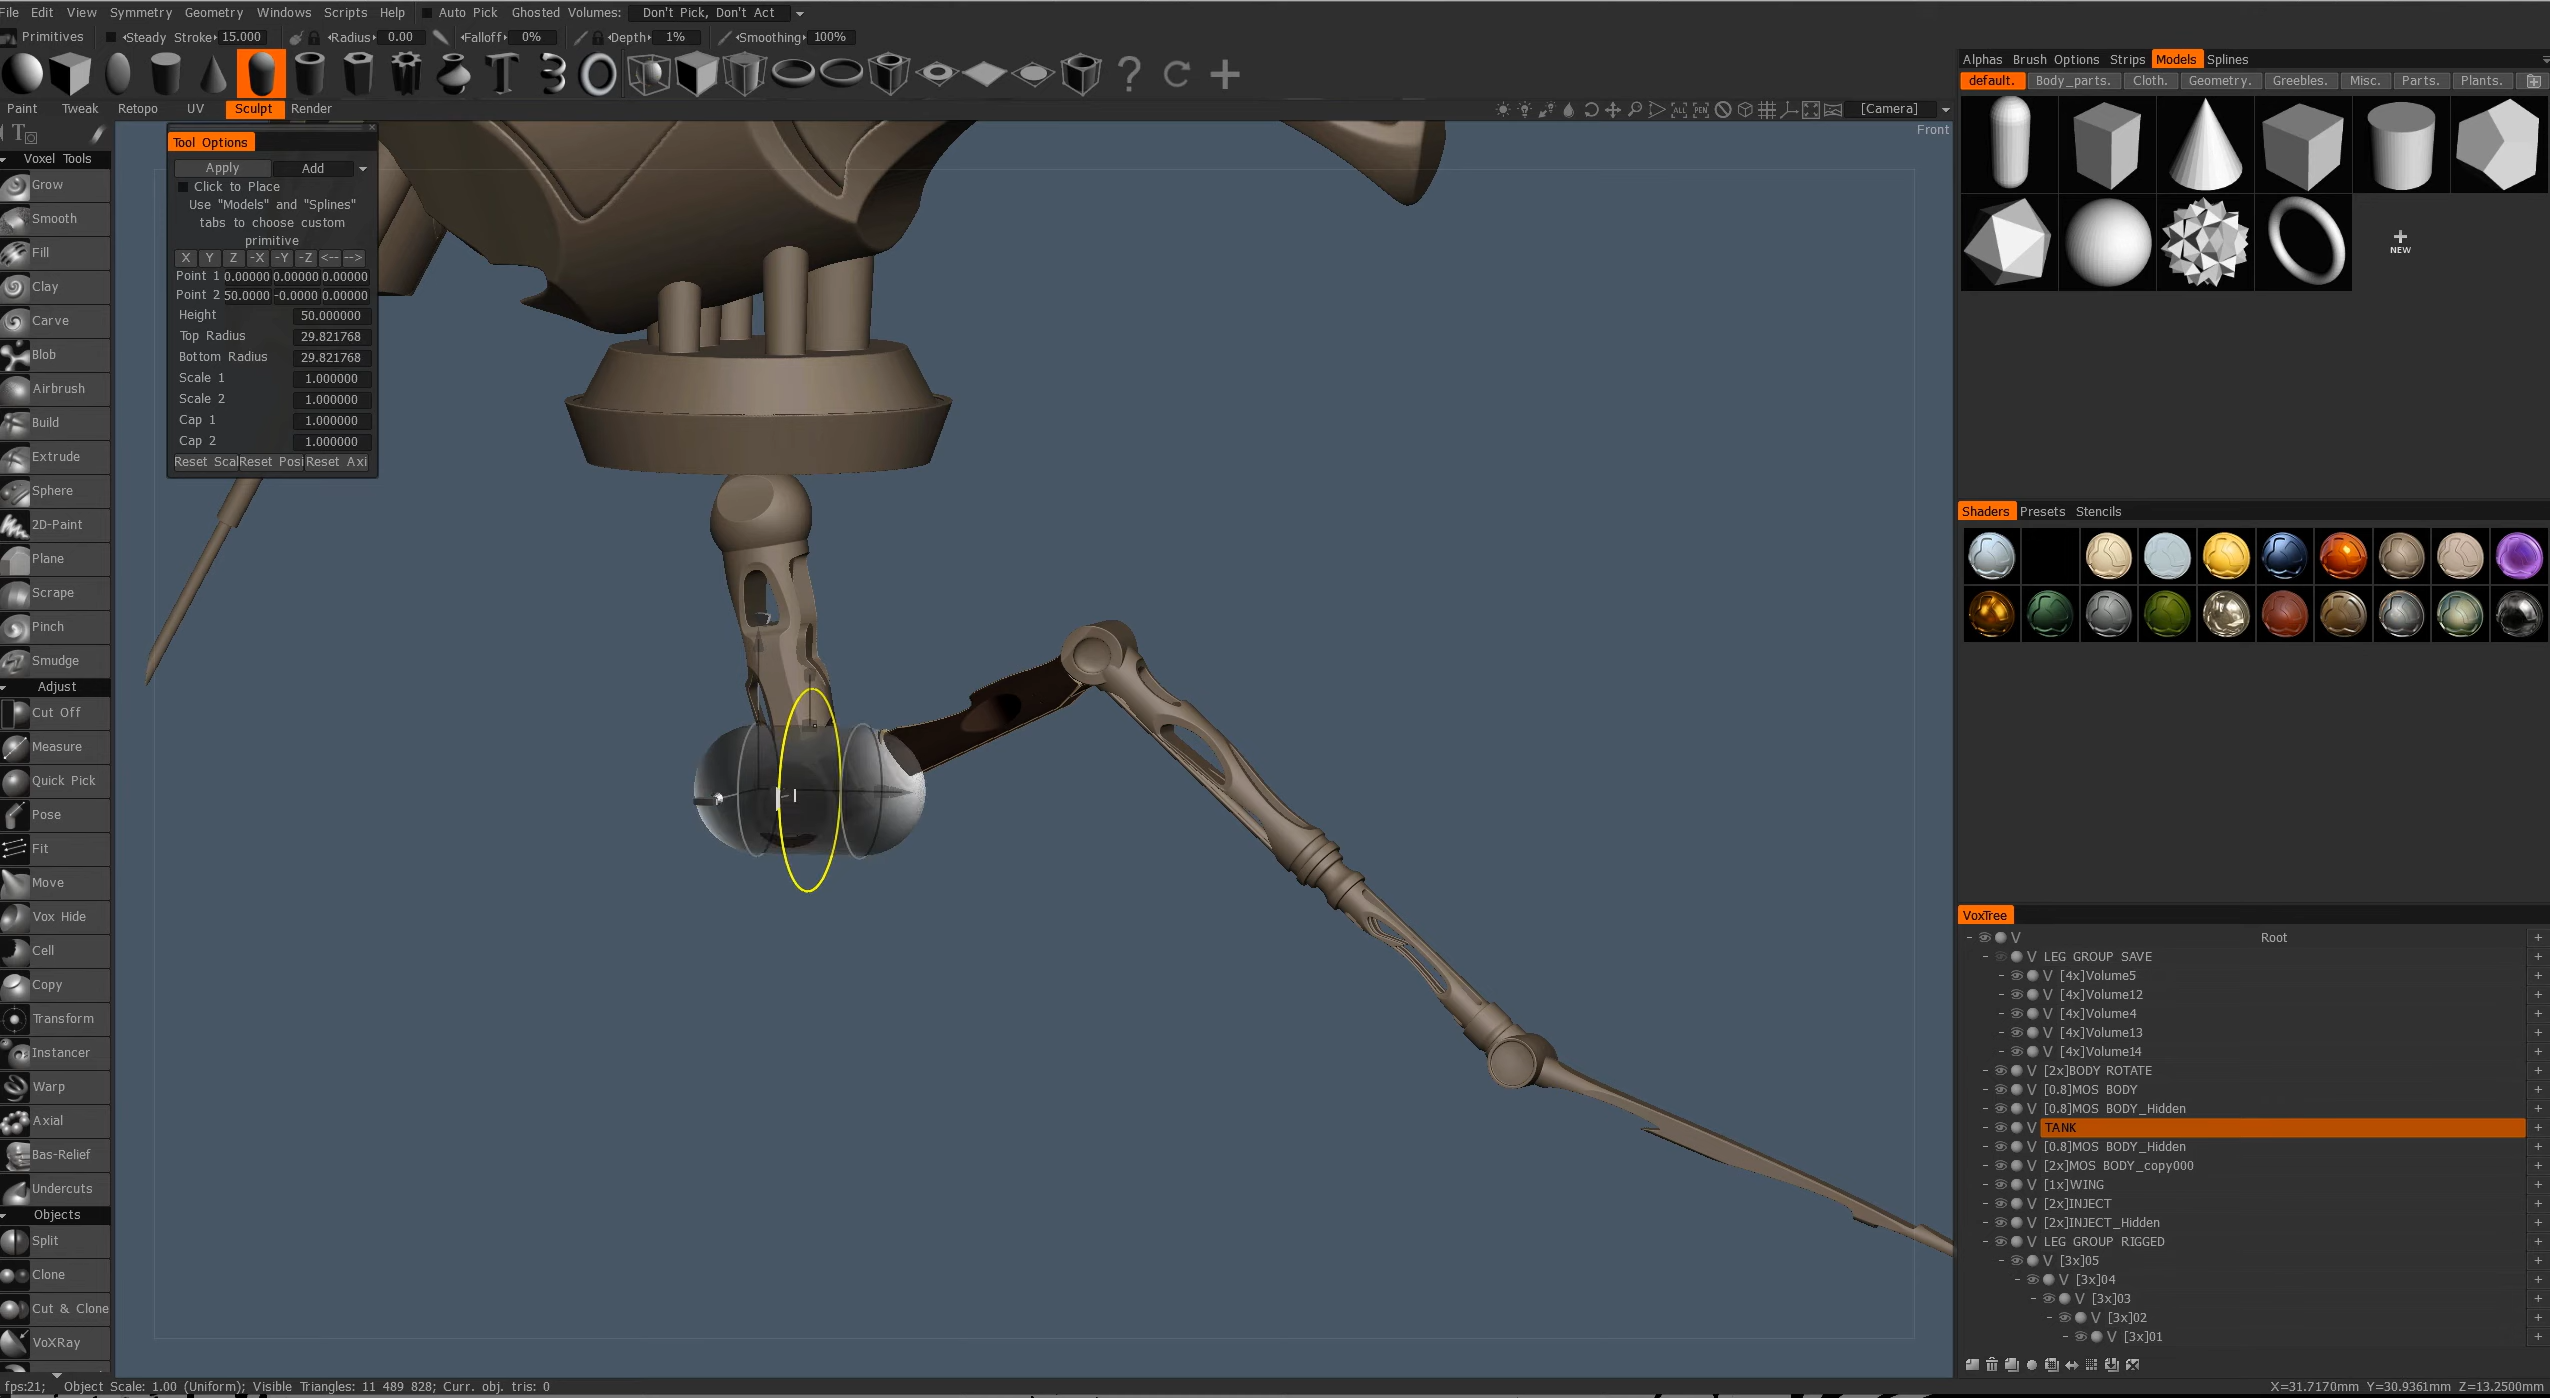 File Edit View Symmetry Geometry Windows Scripts Help Auto Pick Ghosted Volumes: Don't Pick, Don't Act
Primitives Steady Stroke 15.000 Radius 0.00 Falloff 0% Depth 1% Smoothing 100%
Paint Tweak Retopo UV Sculpt Render [Camera]
Front
Voxel Tools
Grow
Smooth
Fill
Clay
Carve
Blob
Airbrush
Build
Extrude
Sphere
2D-Paint
Plane
Scrape
Pinch
Smudge
Adjust
Cut Off
Measure
Quick Pick
Pose
Fit
Move
Vox Hide
Cell
Copy
Transform
Instancer
Warp
Axial
Bas-Relief
Undercuts
Objects
Split
Clone
Cut & Clone
VoXRay
Tool Options
Apply Add
Click to Place
Use "Models" and "Splines"
tabs to choose custom
primitive
X Y Z -X -Y -Z <-- -->
Point 1 0.00000 0.00000 0.00000
Point 2 50.0000 -0.0000 0.00000
Height 50.000000
Top Radius 29.821768
Bottom Radius 29.821768
Scale 1 1.000000
Scale 2 1.000000
Cap 1 1.000000
Cap 2 1.000000
Reset Scal Reset Posi Reset Axi
Alphas Brush Options Strips Models Splines
default. Body_parts. Cloth. Geometry. Greebles. Misc. Parts. Plants.
NEW
Shaders Presets Stencils
VoxTree
V Root
V LEG GROUP SAVE
V [4x]Volume5
V [4x]Volume12
V [4x]Volume4
V [4x]Volume13
V [4x]Volume14
V [2x]BODY ROTATE
V [0.8]MOS BODY
V [0.8]MOS BODY_Hidden
V TANK
V [0.8]MOS BODY_Hidden
V [2x]MOS BODY_copy000
V [1x]WING
V [2x]INJECT
V [2x]INJECT_Hidden
V LEG GROUP RIGGED
V [3x]05
V [3x]04
V [3x]03
V [3x]02
V [3x]01
fps:21; Object Scale: 1.00 (Uniform); Visible Triangles: 11 489 828; Curr. obj. tris: 0
X=31.7170mm Y=30.9361mm Z=13.2500mm